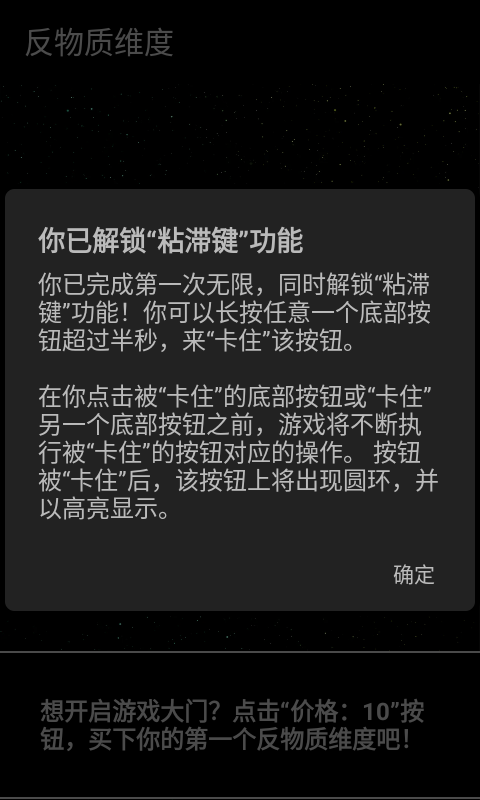 反物质维度
你已解锁“粘滞键”功能
你已完成第一次无限，同时解锁“粘滞
键”功能！你可以长按任意一个底部按
钮超过半秒，来“卡住”该按钮。
在你点击被“卡住”的底部按钮或“卡住”
另一个底部按钮之前，游戏将不断执
行被“卡住”的按钮对应的操作。 按钮
被“卡住”后，该按钮上将出现圆环，并
以高亮显示。
确定
想开启游戏大门？点击“价格：10”按
钮，买下你的第一个反物质维度吧！